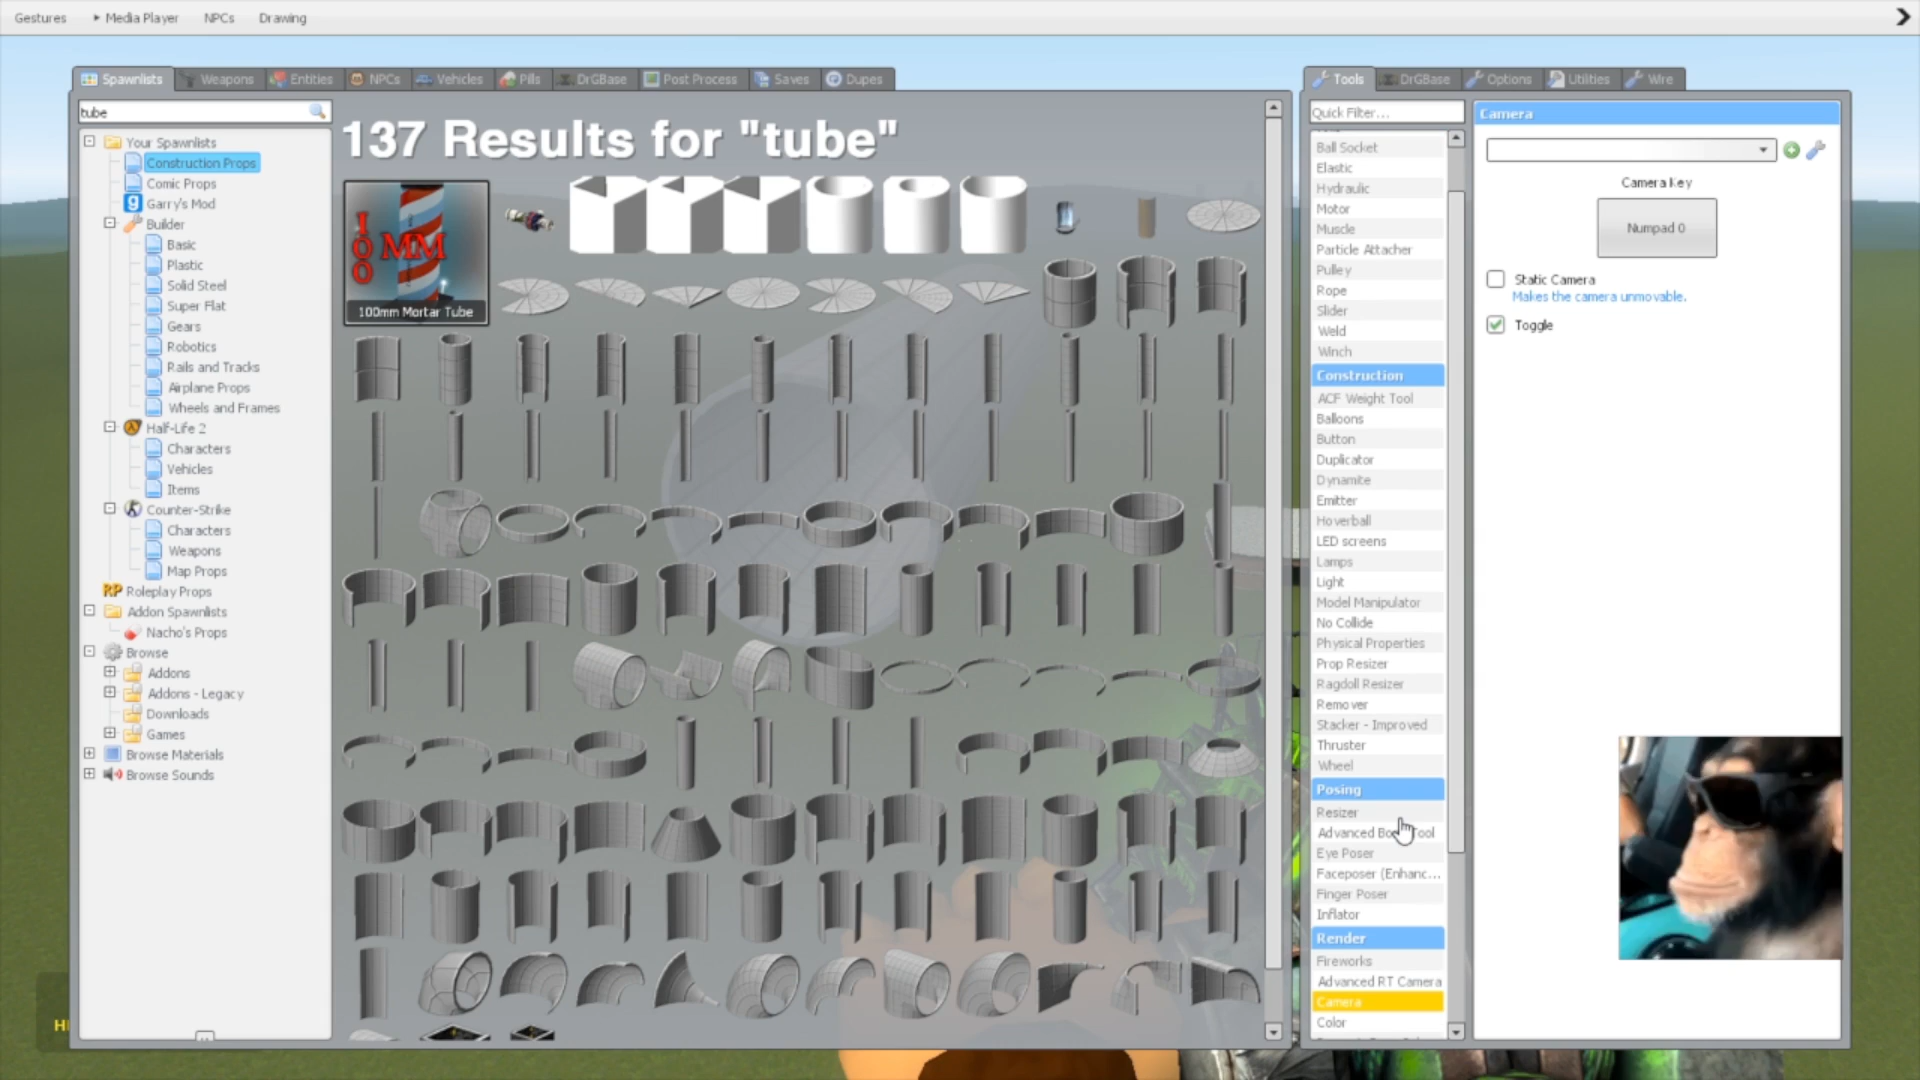 Gestures
Media Player
NPCs
Drawing
Spawnlists
Weapons
Entities
NPCs
Vehicles
Pills
DrGBase
Post Process
Saves
Dupes
tube
Your Spawnlists
Construction Props
Comic Props
g Garry's Mod
Builder
Basic
Plastic
Solid Steel
Super Flat
Gears
Robotics
Rails and Tracks
Airplane Props
Wheels and Frames
Half-Life 2
Characters
Vehicles
Items
Counter-Strike
Characters
Weapons
Map Props
RP Roleplay Props
Addon Spawnlists
Nacho's Props
Browse
Addons
Addons - Legacy
Downloads
Games
Browse Materials
Browse Sounds
137 Results for "tube"
100 MM
100mm Mortar Tube
Tools
DrGBase
Options
Utilities
Wire
Quick Filter...
Ball Socket
Elastic
Hydraulic
Motor
Muscle
Particle Attacher
Pulley
Rope
Slider
Weld
Winch
Construction
ACF Weight Tool
Balloons
Button
Duplicator
Dynamite
Emitter
Hoverball
LED screens
Lamps
Light
Model Manipulator
No Collide
Physical Properties
Prop Resizer
Ragdoll Resizer
Remover
Stacker - Improved
Thruster
Wheel
Posing
Resizer
Advanced Tool
Eye Poser
Faceposer (Enhanc...
Finger Poser
Inflator
Render
Fireworks
Advanced RT Camera
Camera
Color
Camera
Camera Key
Numpad 0
Static Camera
Makes the camera unmovable.
Toggle